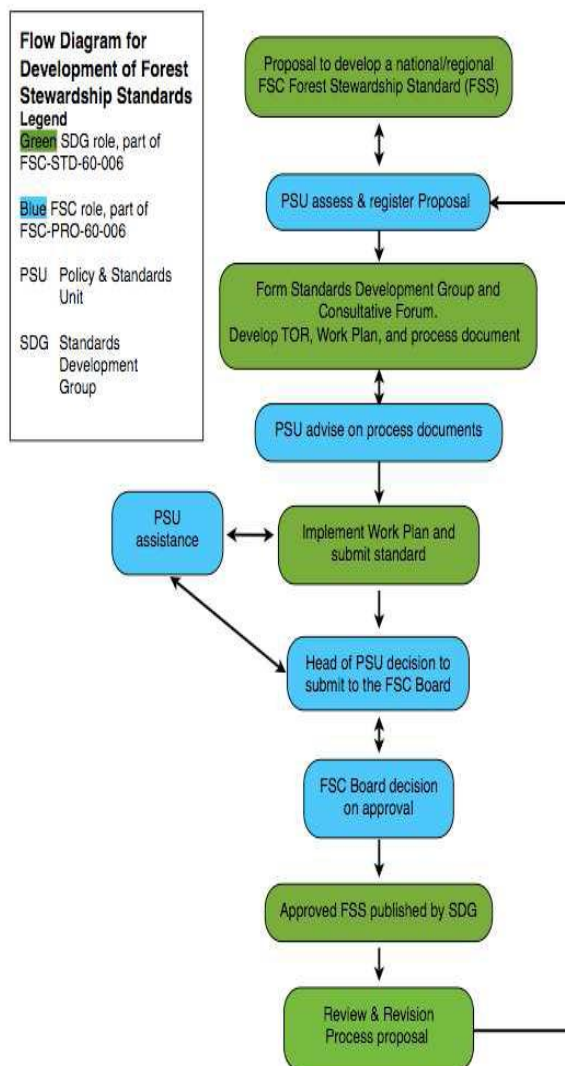 Flow Diagram for
Development of Forest
Stewardship Standards
Legend
Green SDG role, part of
FSC-STD-60-006
Blue FSC role, part of
FSC-PRO-60-006
PSU Policy & Standards
Unit
SDG Standards
Development
Group
Proposal to develop a national/regional
FSC Forest Stewardship Standard (FSS)
PSU assess & register Proposal
Form Standards Development Group and
Consultative Forum.
Develop TOR, Work Plan, and process document
PSU advise on process documents
PSU
assistance
Implement Work Plan and
submit standard
Head of PSU decision to
submit to the FSC Board
FSC Board decision
on approval
Approved FSS published by SDG
Review & Revision
Process proposal